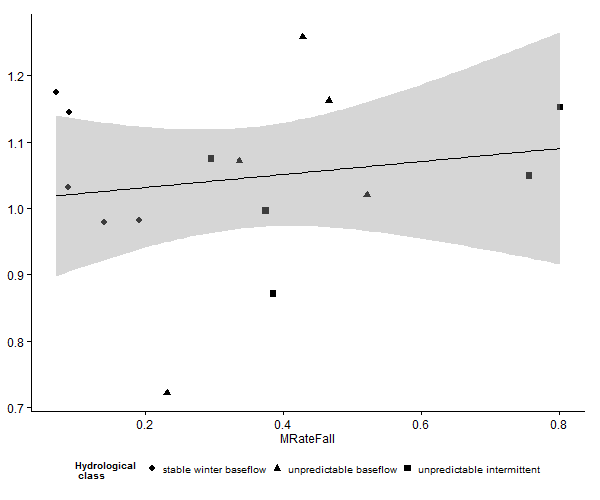 1.2
1.1
1.0
0.9
0.8
0.7
0.2 0.4 0.6 0.8
MRateFall
Hydrological
class
stable winter baseflow unpredictable baseflow unpredictable intermittent